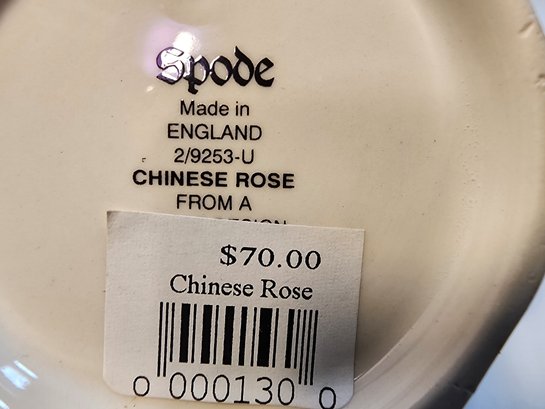 Spode
Made in
ENGLAND
2/9253-U
CHINESE ROSE
FROM A
$70.00
Chinese Rose
0 000130 0